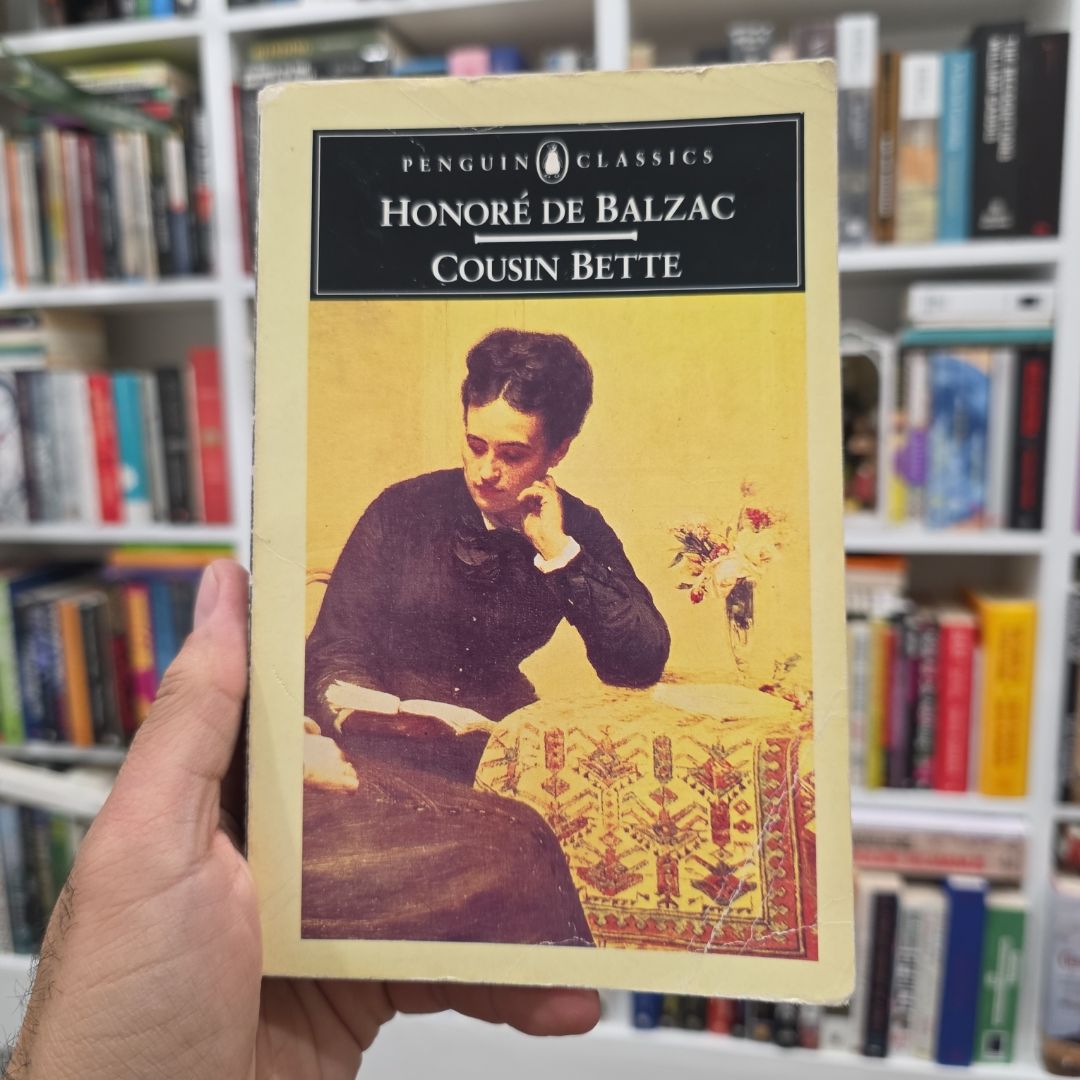 PENGUIN CLASSICS
HONORÉ DE BALZAC
COUSIN BETTE